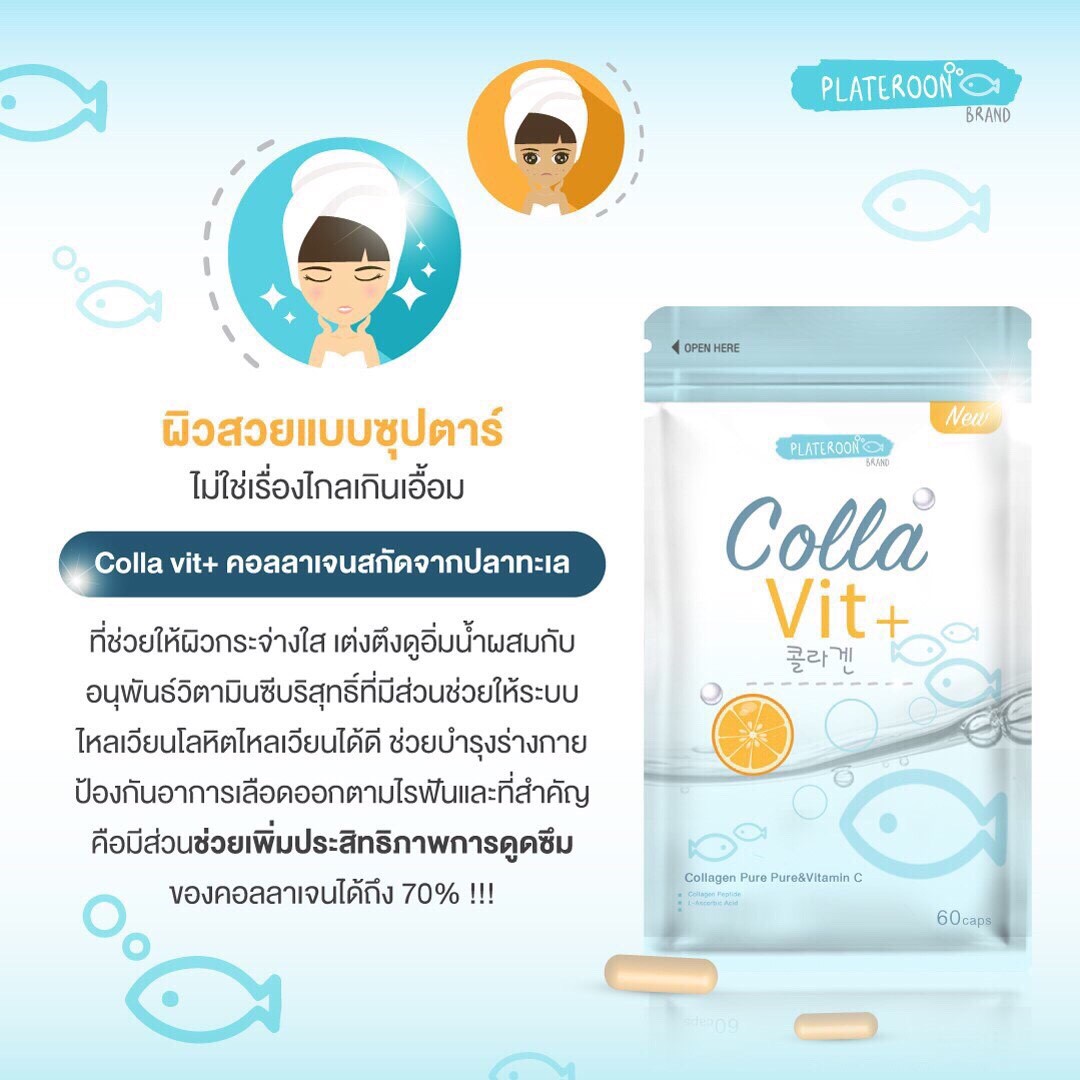 PLATEROON
BRAND
ผิวสวยแบบซุปตาร์
ไม่ใช่เรื่องไกลเกินเอื้อม
Colla vit+ คอลลาเจนสกัดจากปลาทะเล
ที่ช่วยให้ผิวกระจ่างใส เต่งตึงดูอิ่มน้ำผสมกับ
อนุพันธ์วิตามินซีบริสุทธิ์ที่มีส่วนช่วยให้ระบบ
ไหลเวียนโลหิตไหลเวียนได้ดี ช่วยบำรุงร่างกาย
ป้องกันอาการเลือดออกตามไรฟันและที่สำคัญ
คือมีส่วนช่วยเพิ่มประสิทธิภาพการดูดซึม
ของคอลลาเจนได้ถึง 70% !!!
OPEN HERE
New
PLATEROON
BRAND
Colla
Vit+
콜라겐
Collagen Pure Pure&Vitamin C
Collagen Peptide
L-Ascorbic Acid
60caps